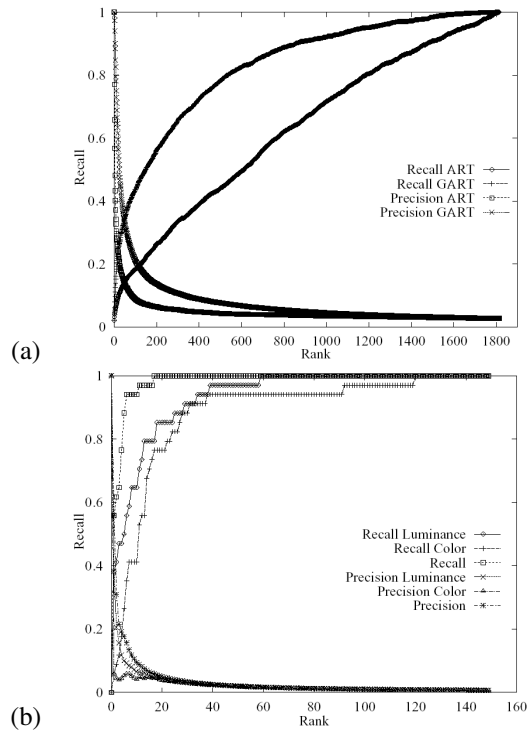 1
0.8
0.6
0.4
0.2
0
Recall
Recall ART
Recall GART
Precision ART
Precision GART
0 200 400 600 800 1000 1200 1400 1600 1800
Rank
(a)
1
0.8
0.6
0.4
0.2
0
Recall
Recall Luminance
Recall Color
Recall
Precision Luminance
Precision Color
Precision
0 20 40 60 80 100 120 140 160
Rank
(b)